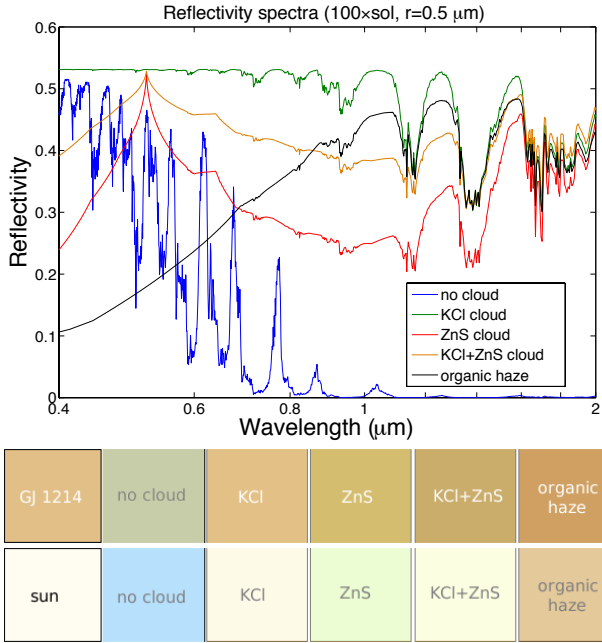 Reflectivity spectra (100×sol, r=0.5 μm)
0.6
0.5
0.4
0.3
0.2
0.1
0
Reflectivity
no cloud
KCl cloud
ZnS cloud
KCl+ZnS cloud
organic haze
0.4 0.6 0.8 1 2
Wavelength (μm)
GJ 1214 no cloud KCl ZnS KCl+ZnS organic
haze
sun no cloud KCl ZnS KCl+ZnS organic
haze